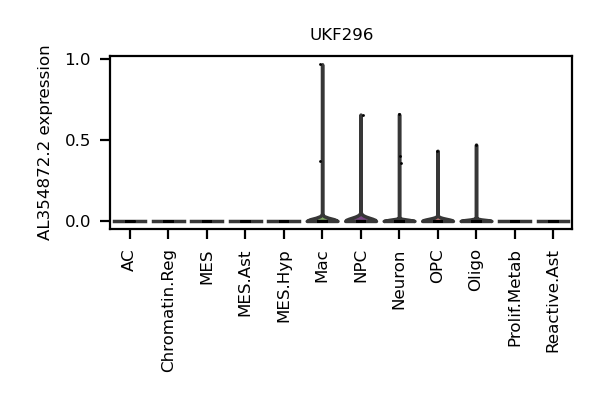 UKF296
AL354872.2 expression
1.0
0.5
0.0
AC
Chromatin.Reg
MES
MES.Ast
MES.Hyp
Mac
NPC
Neuron
OPC
Oligo
Prolif.Metab
Reactive.Ast